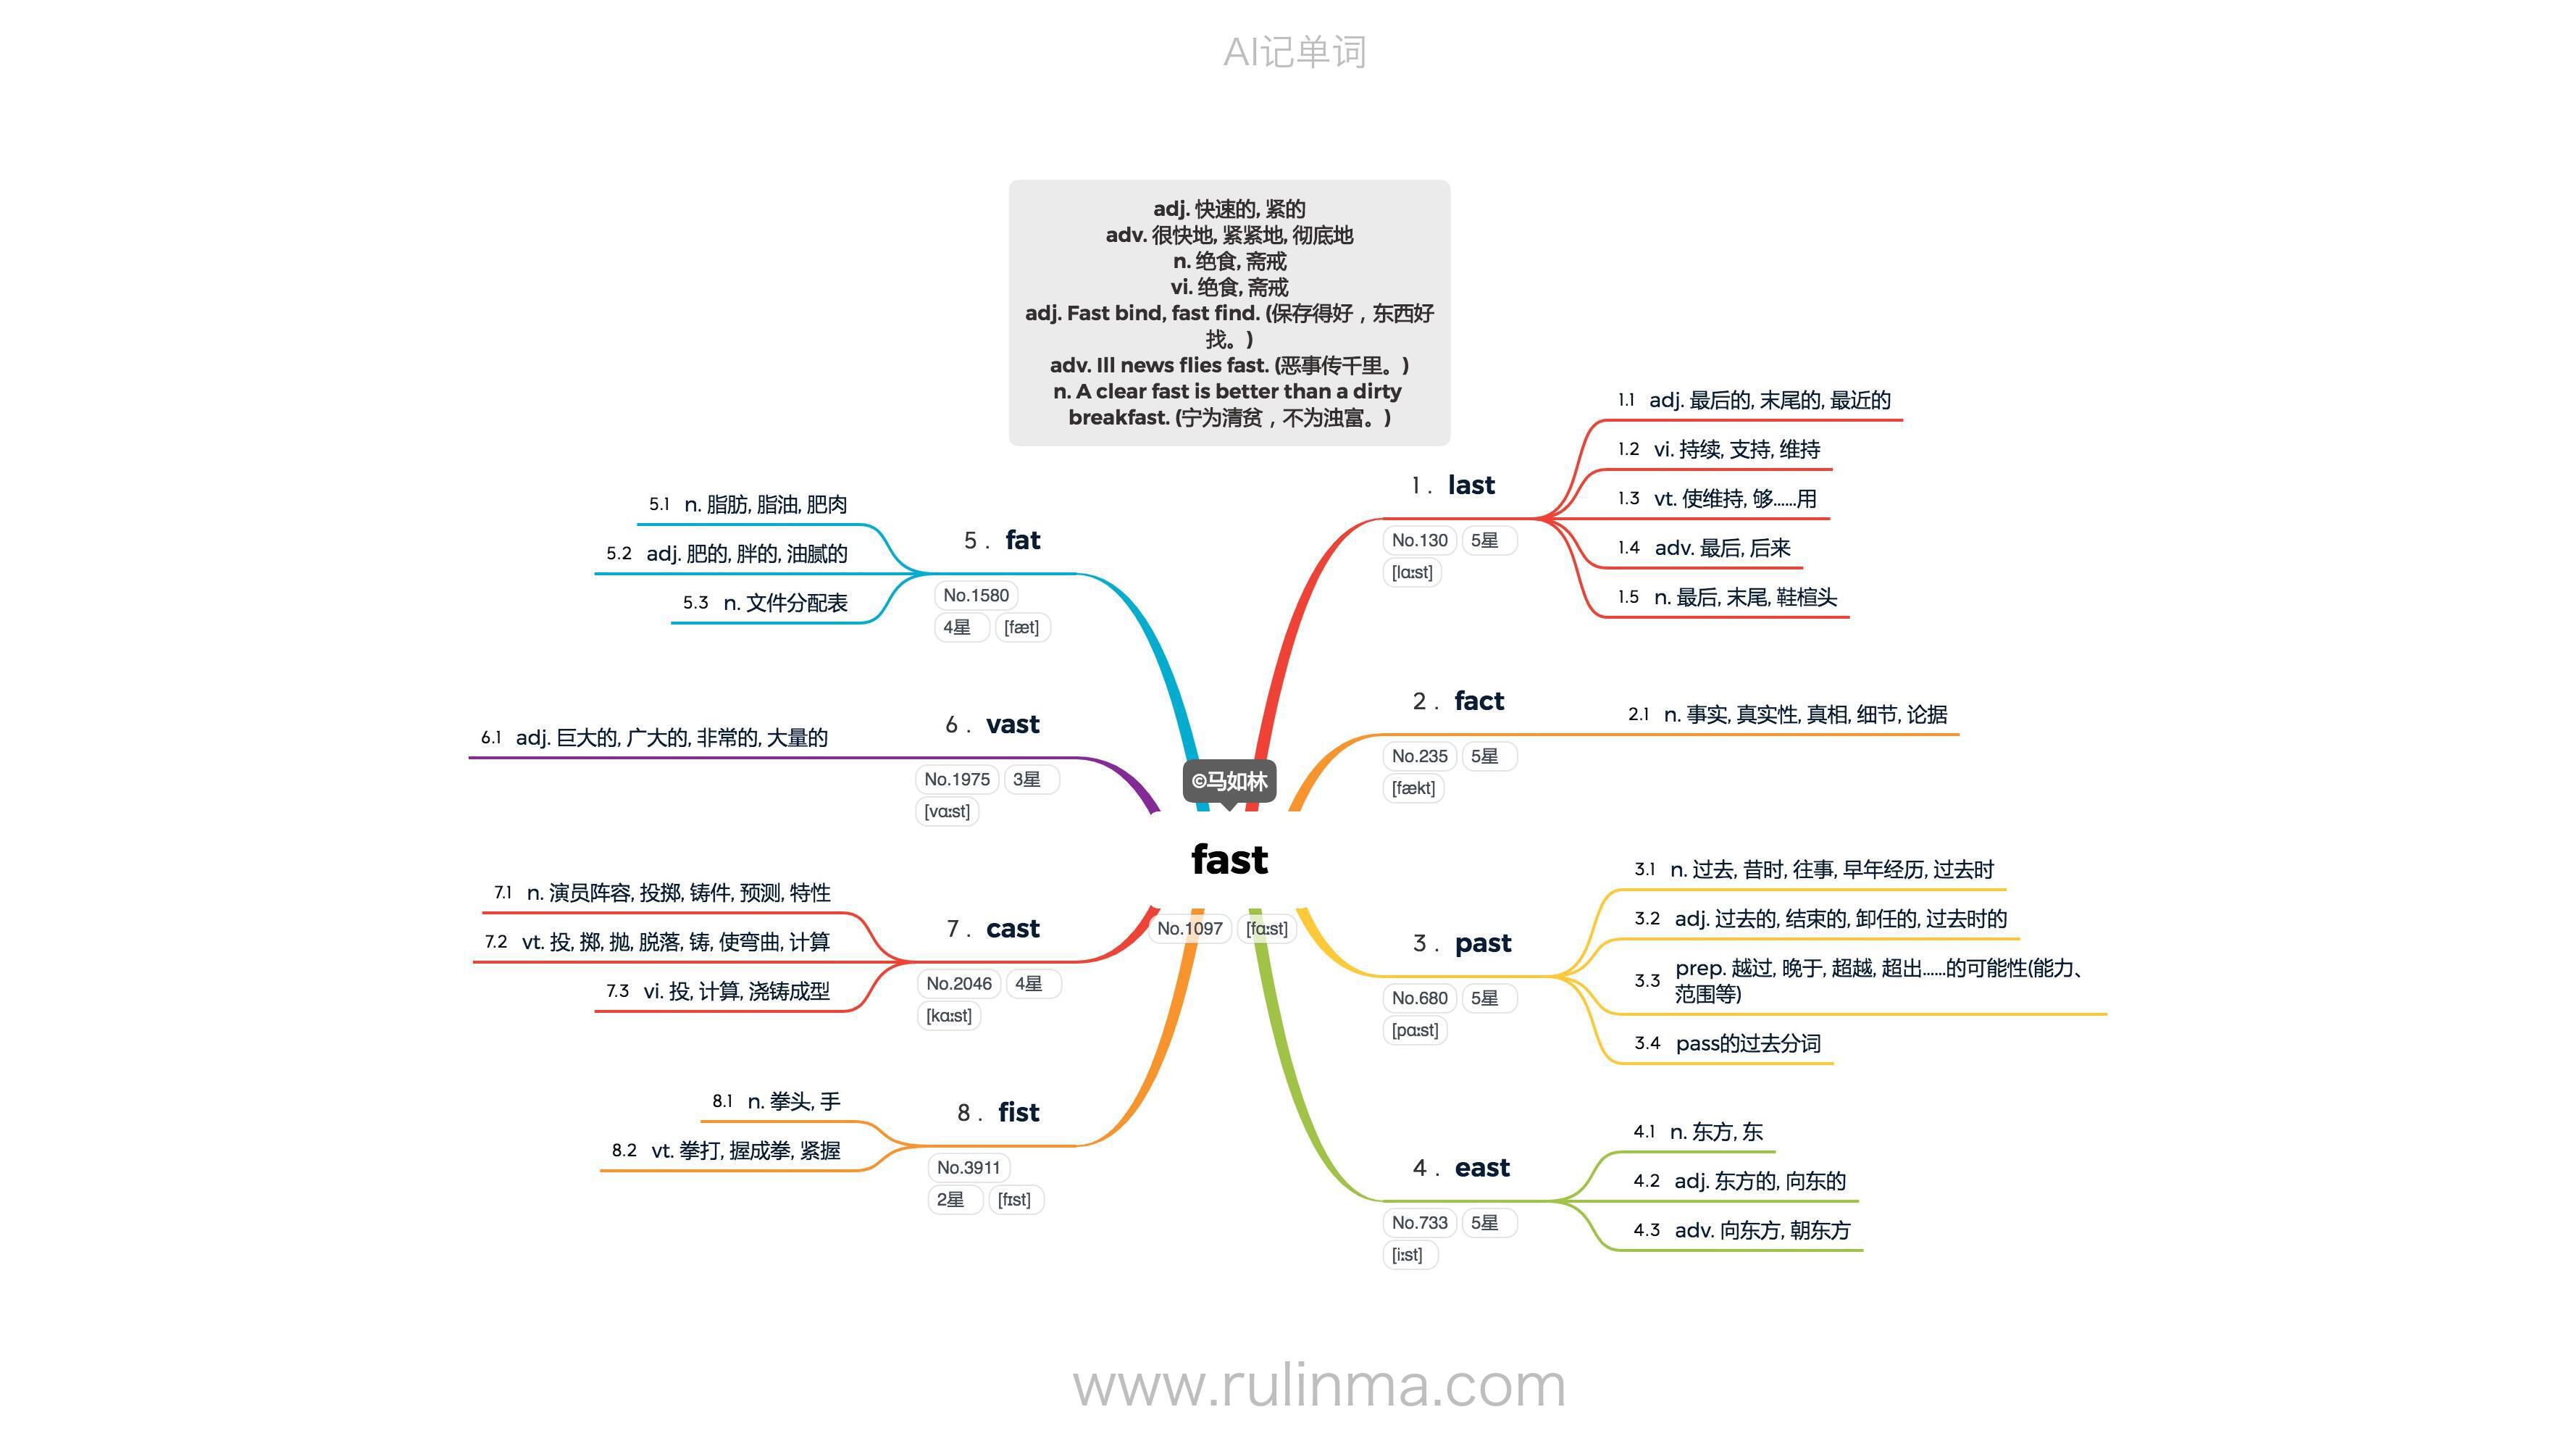 AI记单词
adj. 快速的, 紧的
adv. 很快地, 紧紧地, 彻底地
n. 绝食, 斋戒
vi. 绝食, 斋戒
adj. Fast bind, fast find. (保存得好，东西好
找。)
adv. Ill news flies fast. (恶事传千里。)
n. A clear fast is better than a dirty
breakfast. (宁为清贫，不为浊富。)
©马如林
fast
No.1097 [fɑːst]
1. last
No.130 5星
[lɑːst]
1.1 adj. 最后的, 末尾的, 最近的
1.2 vi. 持续, 支持, 维持
1.3 vt. 使维持, 够......用
1.4 adv. 最后, 后来
1.5 n. 最后, 末尾, 鞋楦头
2. fact
No.235 5星
[fækt]
2.1 n. 事实, 真实性, 真相, 细节, 论据
3. past
No.680 5星
[pɑːst]
3.1 n. 过去, 昔时, 往事, 早年经历, 过去时
3.2 adj. 过去的, 结束的, 卸任的, 过去时的
3.3 prep. 越过, 晚于, 超越, 超出......的可能性(能力、
范围等)
3.4 pass的过去分词
4. east
No.733 5星
[iːst]
4.1 n. 东方, 东
4.2 adj. 东方的, 向东的
4.3 adv. 向东方, 朝东方
5. fat
No.1580
4星 [fæt]
5.1 n. 脂肪, 脂油, 肥肉
5.2 adj. 肥的, 胖的, 油腻的
5.3 n. 文件分配表
6. vast
No.1975 3星
[vɑːst]
6.1 adj. 巨大的, 广大的, 非常的, 大量的
7. cast
No.2046 4星
[kɑːst]
7.1 n. 演员阵容, 投掷, 铸件, 预测, 特性
7.2 vt. 投, 掷, 抛, 脱落, 铸, 使弯曲, 计算
7.3 vi. 投, 计算, 浇铸成型
8. fist
No.3911
2星 [fɪst]
8.1 n. 拳头, 手
8.2 vt. 拳打, 握成拳, 紧握
www.rulinma.com